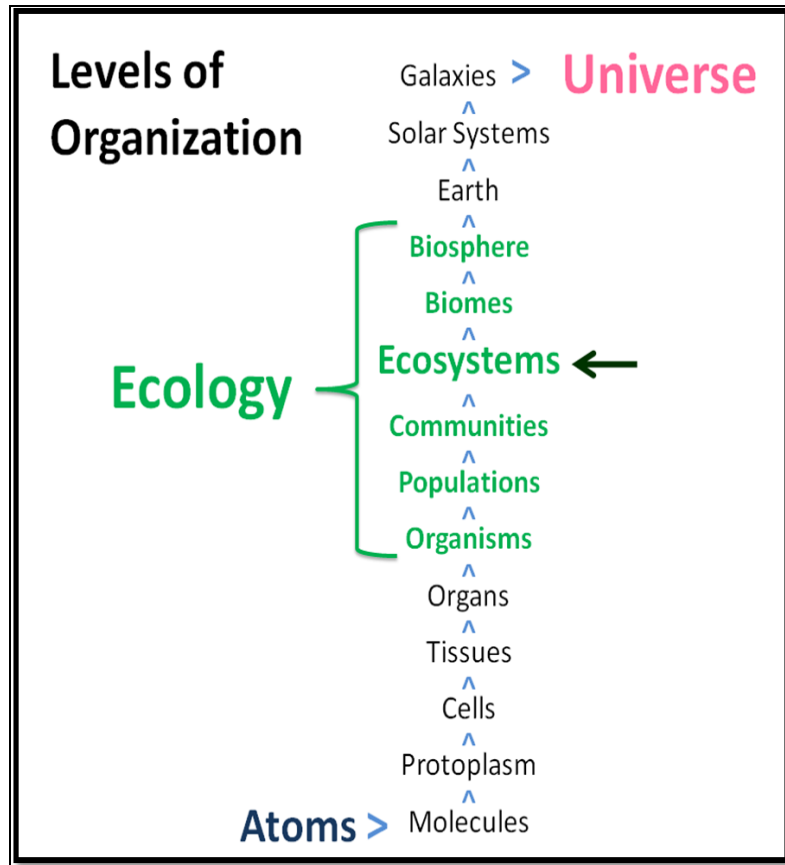 Levels of
Organization
Galaxies > Universe
^
Solar Systems
^
Earth
^
Biosphere
^
Biomes
^
Ecosystems
^
Ecology
Communities
^
Populations
^
Organisms
^
Organs
^
Tissues
^
Cells
^
Protoplasm
^
Atoms > Molecules